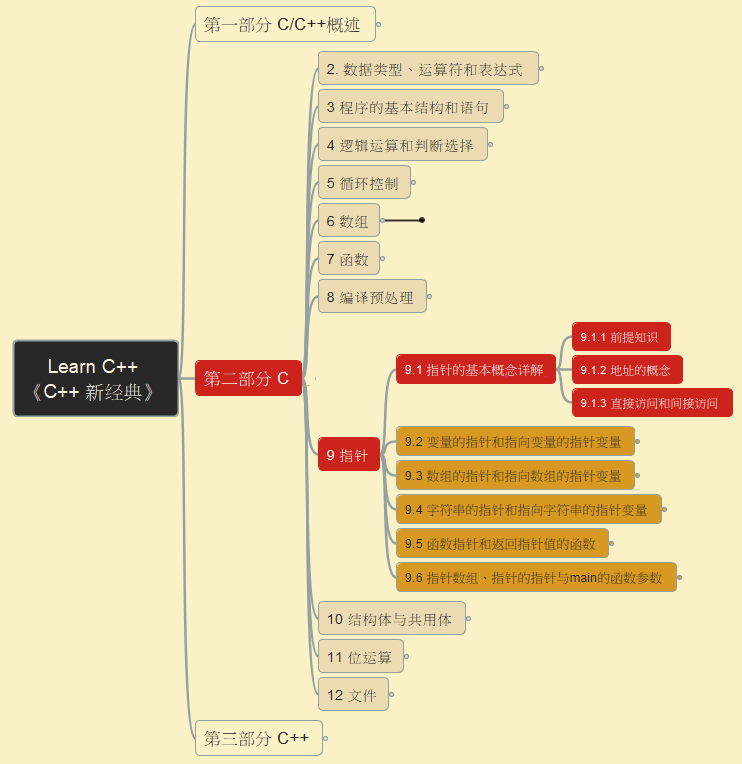 Learn C++
《C++ 新经典》
第一部分 C/C++概述
第二部分 C
2. 数据类型、运算符和表达式
3 程序的基本结构和语句
4 逻辑运算和判断选择
5 循环控制
6 数组
7 函数
8 编译预处理
9 指针
9.1 指针的基本概念详解
9.1.1 前提知识
9.1.2 地址的概念
9.1.3 直接访问和间接访问
9.2 变量的指针和指向变量的指针变量
9.3 数组的指针和指向数组的指针变量
9.4 字符串的指针和指向字符串的指针变量
9.5 函数指针和返回指针值的函数
9.6 指针数组、指针的指针与main的函数参数
10 结构体与共用体
11 位运算
12 文件
第三部分 C++